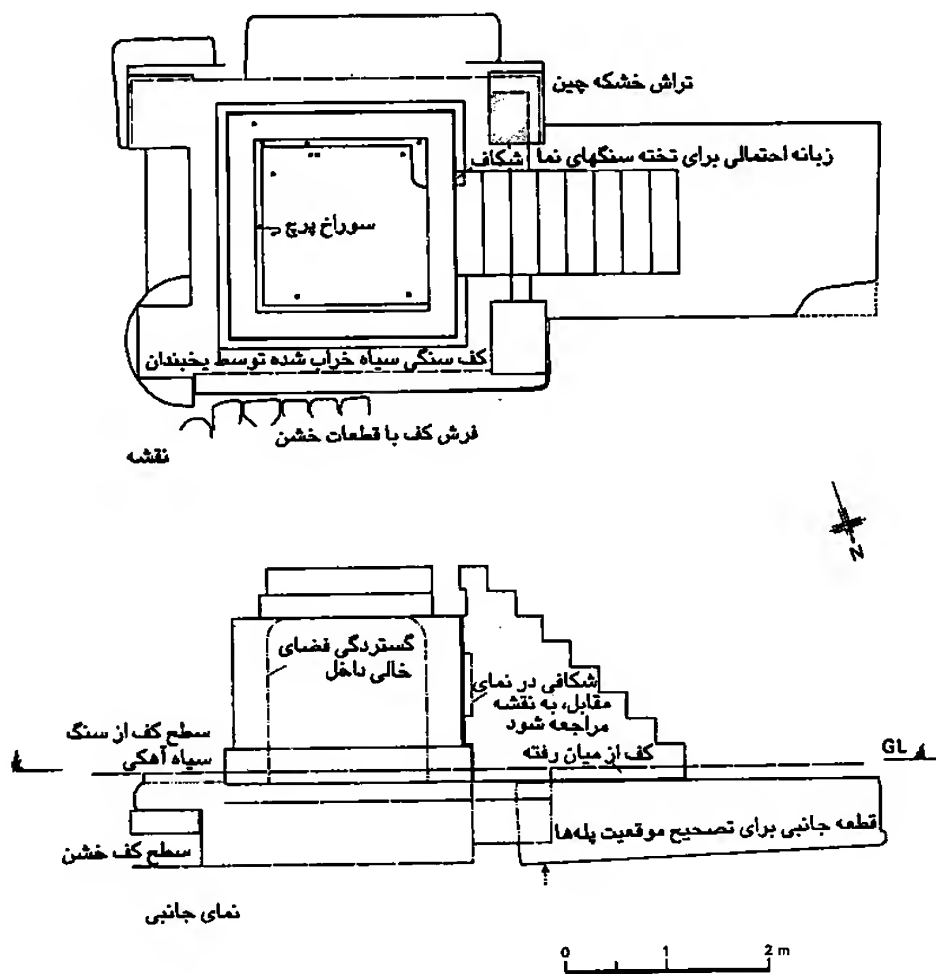 تراش خشکه چین
زبانه احتمالی برای تخته سنگهای نما
شکاف
سوراخ پرچ
کف سنگی سیاه خراب شده توسط یخبندان
فرش کف با قطعات خشن
نقشه
N
گستردگی فضای
خالی داخل
شکافی در نمای
مقابل، به نقشه
مراجعه شود
سطح کف از سنگ
سیاه آهکی
کف از میان رفته
GL
قطعه جانبی برای تصحیح موقعیت پله‌ها
سطح کف خشن
نمای جانبی
0 1 2 m